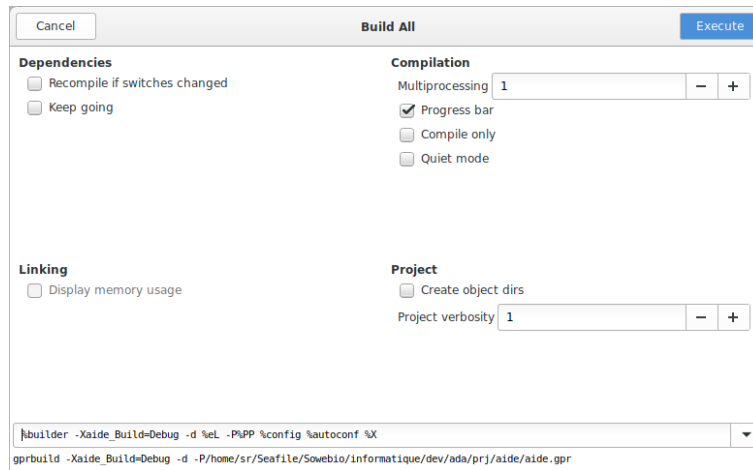 Cancel Build All Execute
Dependencies
Recompile if switches changed
Keep going
Compilation
Multiprocessing 1
Progress bar
Compile only
Quiet mode
Linking
Display memory usage
Project
Create object dirs
Project verbosity 1
%builder -Xaide_Build=Debug -d %eL -P%PP %config %autoconf %X
gprbuild -Xaide_Build=Debug -d -P/home/sr/Seafile/Sowebio/informatique/dev/ada/prj/aide/aide.gpr